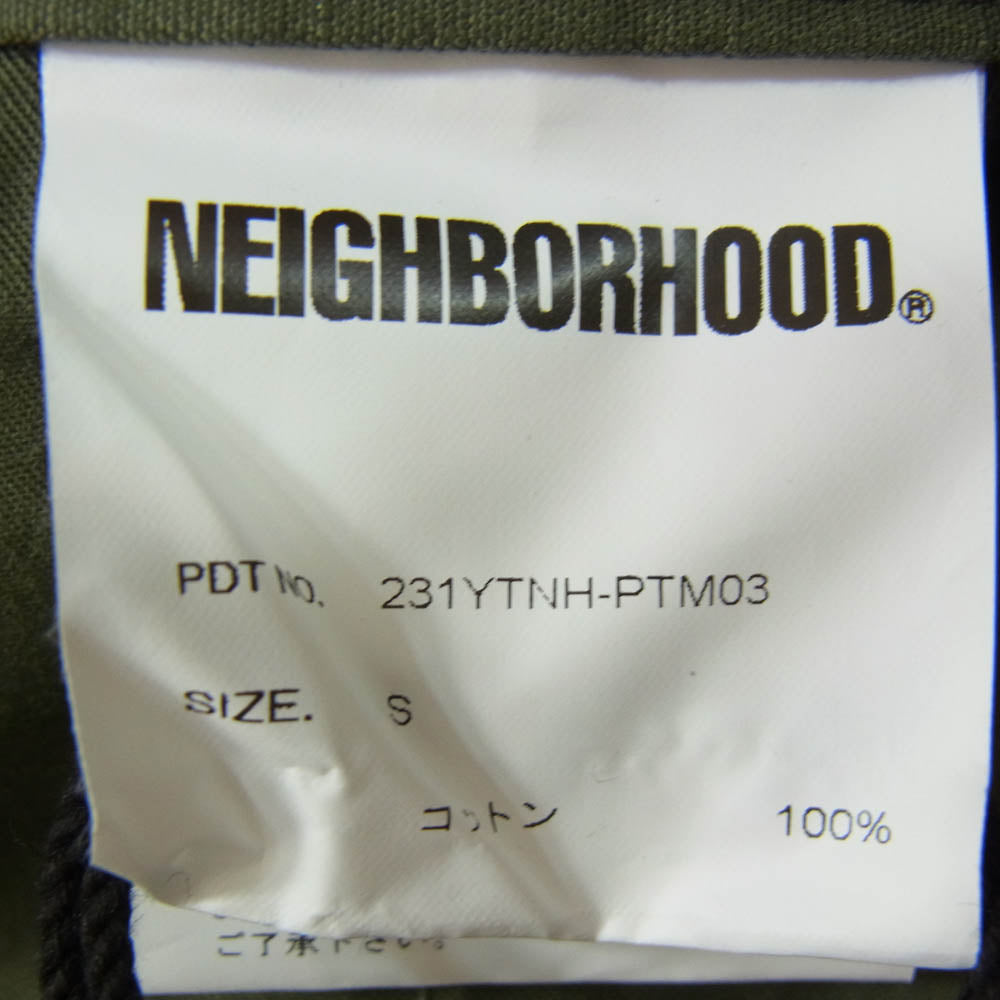 NEIGHBORHOOD®
PDT NO. 231YTNH-PTM03
SIZE. S
コットン 100%
ご了承下さい。